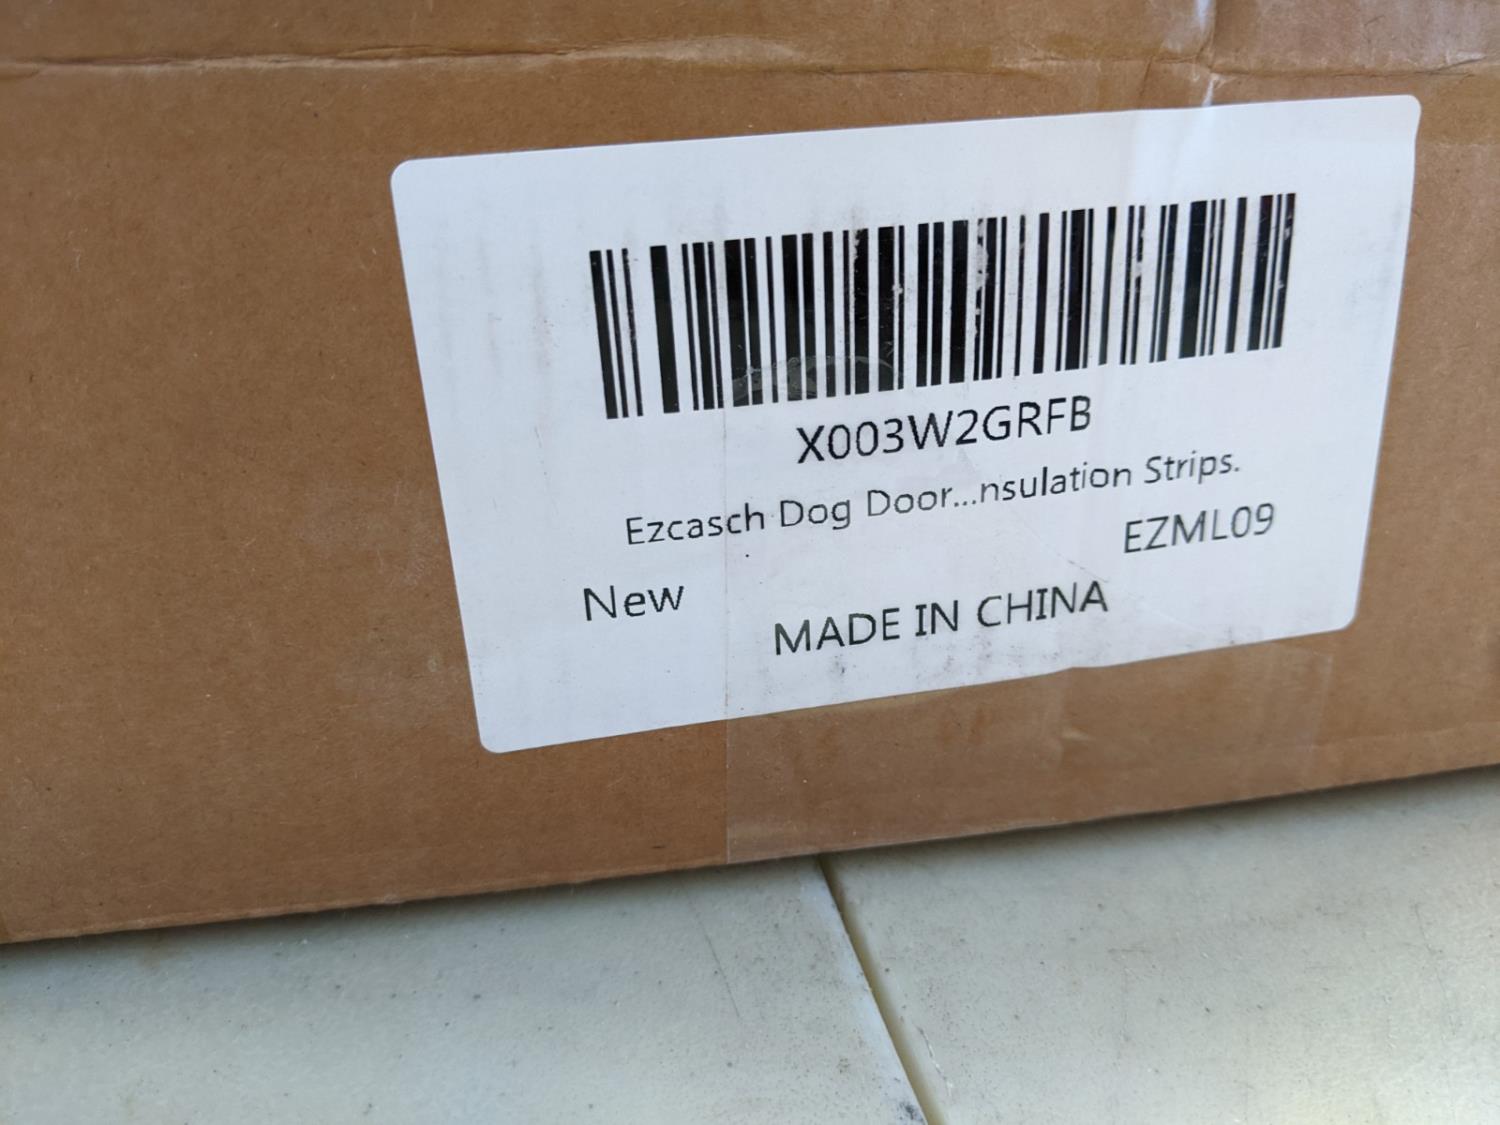 X003W2GRFB
Ezcasch Dog Door...nsulation Strips.
EZML09
New
MADE IN CHINA